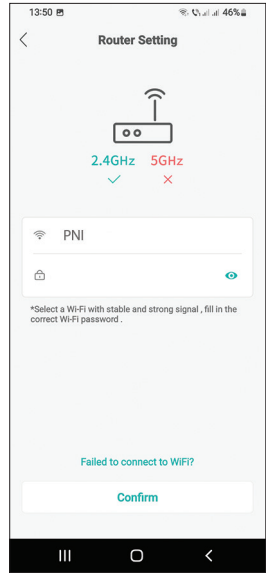 13:50 46%
Router Setting
2.4GHz 5GHz
PNI
*Select a Wi-Fi with stable and strong signal , fill in the
correct Wi-Fi password .
Failed to connect to WiFi?
Confirm